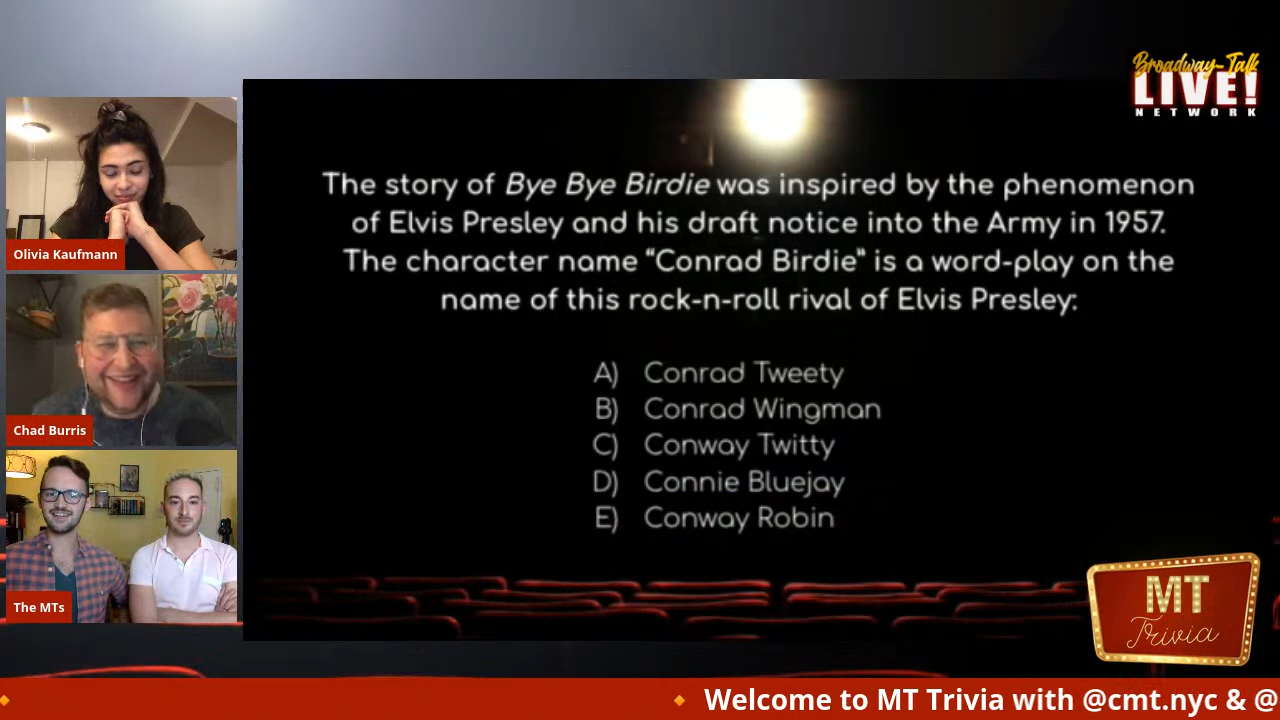 Broadway-Talk
LIVE!
NETWORK
The story of Bye Bye Birdie was inspired by the phenomenon
of Elvis Presley and his draft notice into the Army in 1957.
The character name “Conrad Birdie” is a word-play on the
name of this rock-n-roll rival of Elvis Presley:
A) Conrad Tweety
B) Conrad Wingman
C) Conway Twitty
D) Connie Bluejay
E) Conway Robin
Olivia Kaufmann
Chad Burris
The MTs
MT
Trivia
Welcome to MT Trivia with @cmt.nyc & @